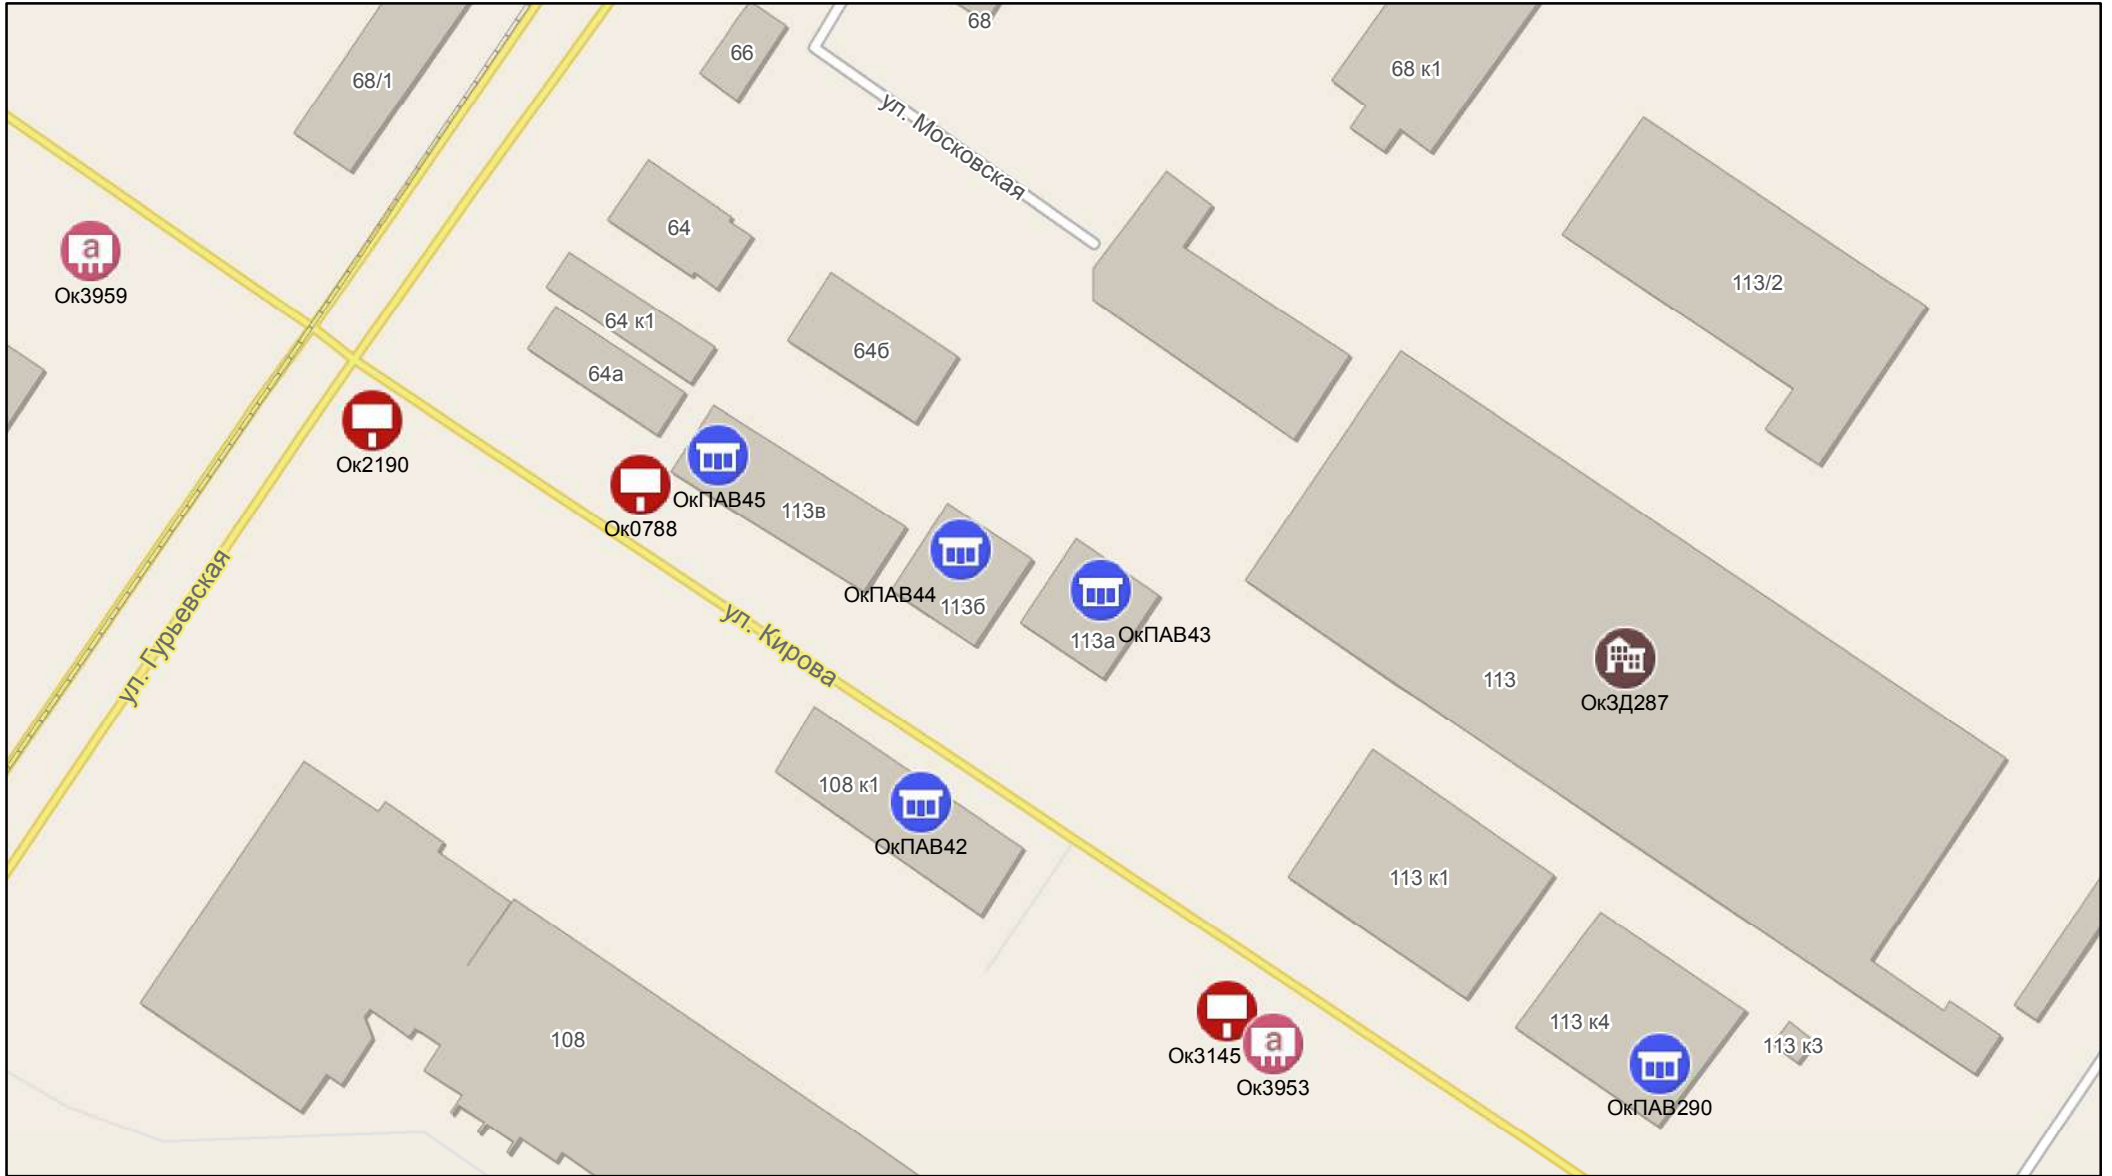 68
66
68/1
68 к1
ул. Московская
64
113/2
Ок3959
64 к1
64б
64а
Ок2190
ОкПАВ45
113в
Ок0788
ОкПАВ44
113б
113а
ОкПАВ43
ул. Гурьевская
ул. Кирова
113
ОкЗД287
108 к1
ОкПАВ42
113 к1
113 к4
108
113 к3
a
Ок3145
a
Ок3953
ОкПАВ290